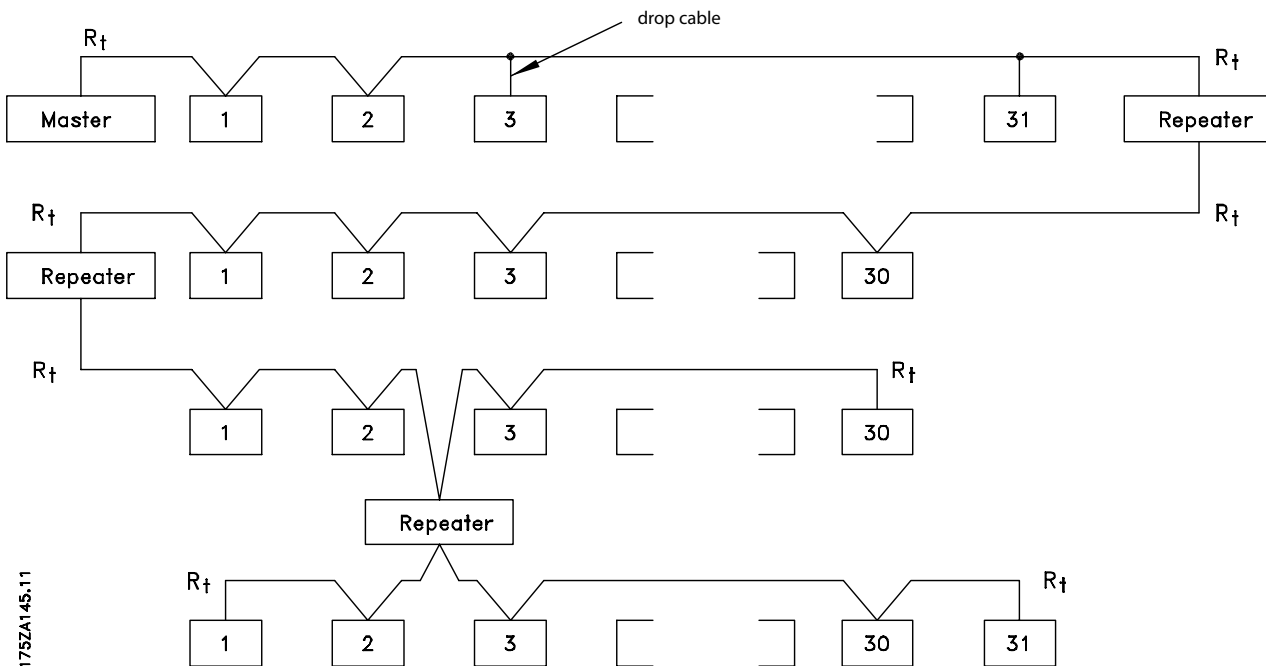 drop cable
Rt Rt
Master 1 2 3 31 Repeater
Rt Rt
Repeater 1 2 3 30
Rt Rt
1 2 3 30
Repeater
Rt Rt
1 2 3 30 31
175ZA145.11